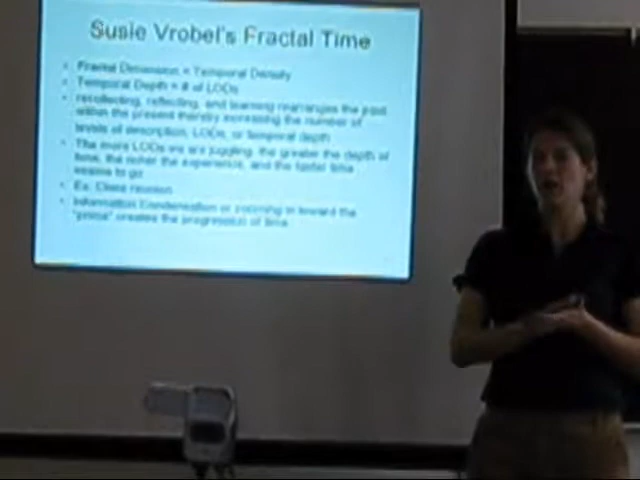 Susie Vrobel's Fractal Time
• Fractal Dimension = Temporal Density
• Temporal Depth = # of LODs
• recollecting, reflecting, and learning rearranges the past
within the present thereby increasing the number of
levels of description, LODs, or temporal depth
• The more LODs we are juggling, the greater the depth of
time, the richer the experience, and the faster time
seems to go
• Ex: Class reunion
• Information Condensation or zooming in toward the
"prime" creates the progression of time